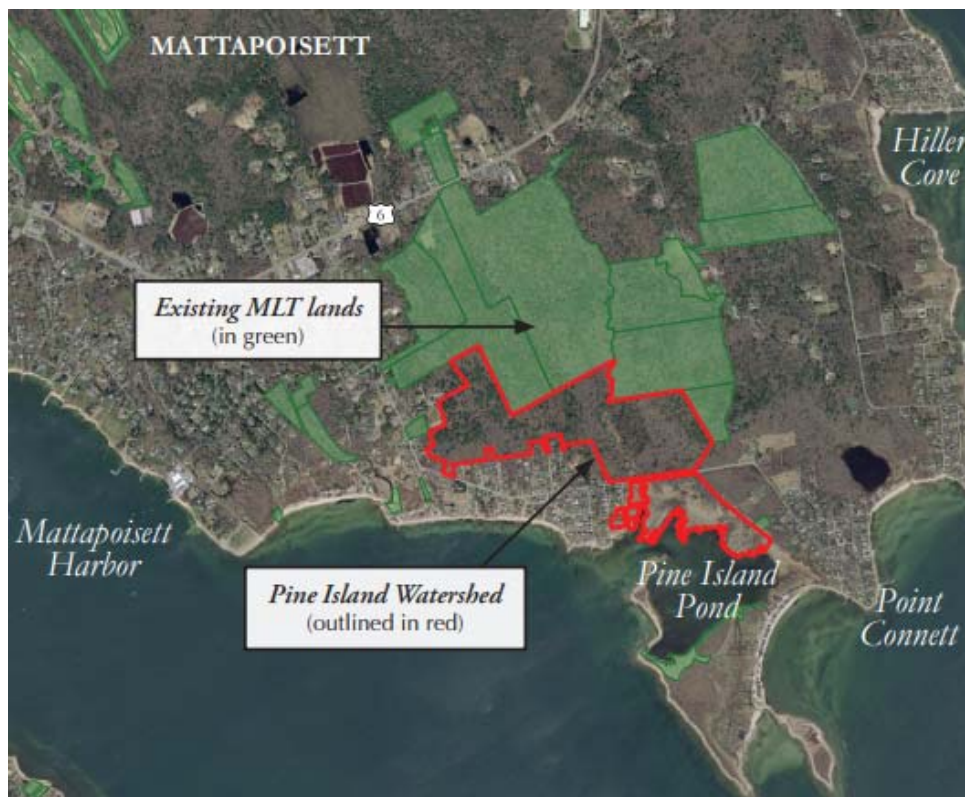 MATTAPOISETT
Hiller
Cove
6
Existing MLT lands
(in green)
Mattapoisett
Harbor
Pine Island Watershed
(outlined in red)
Pine Island
Pond
Point
Connett